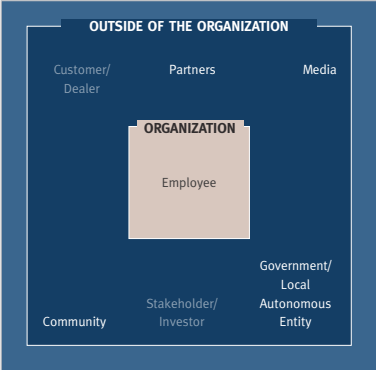 OUTSIDE OF THE ORGANIZATION
Customer/
Dealer
Partners
Media
ORGANIZATION
Employee
Community
Stakeholder/
Investor
Government/
Local
Autonomous
Entity